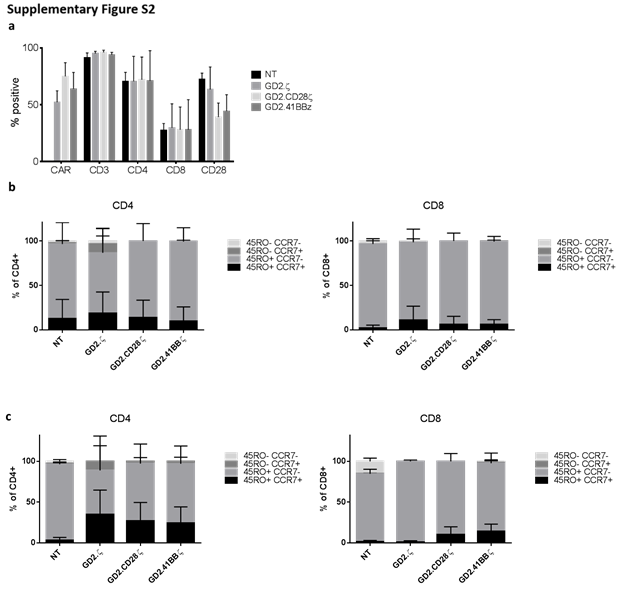 Supplementary Figure S2
a
% positive
100
50
0
CAR CD3 CD4 CD8 CD28
NT
GD2.ζ
GD2.CD28ζ
GD2.41BBz
b
CD4
% of CD4+
100
50
0
NT
GD2.ζ
GD2.CD28ζ
GD2.41BBζ
45RO- CCR7-
45RO- CCR7+
45RO+ CCR7-
45RO+ CCR7+
CD8
% of CD8+
100
50
0
NT
GD2.ζ
GD2.CD28ζ
GD2.41BBζ
45RO- CCR7-
45RO- CCR7+
45RO+ CCR7-
45RO+ CCR7+
c
CD4
% of CD4+
100
50
0
NT
GD2.ζ
GD2.CD28ζ
GD2.41BBζ
45RO- CCR7-
45RO- CCR7+
45RO+ CCR7-
45RO+ CCR7+
CD8
% of CD8+
100
50
0
NT
GD2.ζ
GD2.CD28ζ
GD2.41BBζ
45RO- CCR7-
45RO- CCR7+
45RO+ CCR7-
45RO+ CCR7+